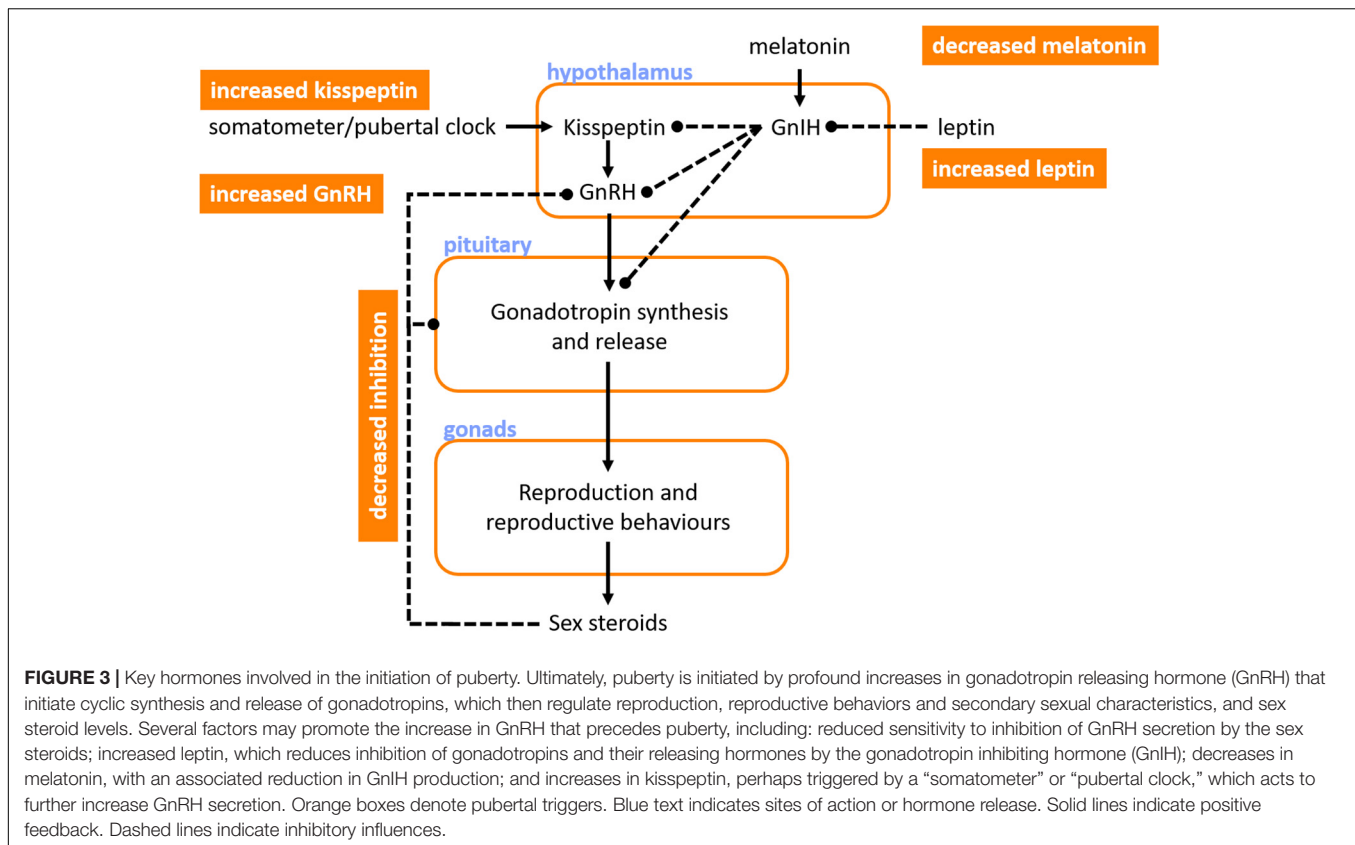 melatonin
decreased melatonin
hypothalamus
increased kisspeptin
somatometer/pubertal clock
Kisspeptin
GnIH
leptin
increased leptin
increased GnRH
GnRH
pituitary
Gonadotropin synthesis
and release
decreased inhibition
gonads
Reproduction and
reproductive behaviours
Sex steroids
FIGURE 3 | Key hormones involved in the initiation of puberty. Ultimately, puberty is initiated by profound increases in gonadotropin releasing hormone (GnRH) that
initiate cyclic synthesis and release of gonadotropins, which then regulate reproduction, reproductive behaviors and secondary sexual characteristics, and sex
steroid levels. Several factors may promote the increase in GnRH that precedes puberty, including: reduced sensitivity to inhibition of GnRH secretion by the sex
steroids; increased leptin, which reduces inhibition of gonadotropins and their releasing hormones by the gonadotropin inhibiting hormone (GnIH); decreases in
melatonin, with an associated reduction in GnIH production; and increases in kisspeptin, perhaps triggered by a “somatometer” or “pubertal clock,” which acts to
further increase GnRH secretion. Orange boxes denote pubertal triggers. Blue text indicates sites of action or hormone release. Solid lines indicate positive
feedback. Dashed lines indicate inhibitory influences.